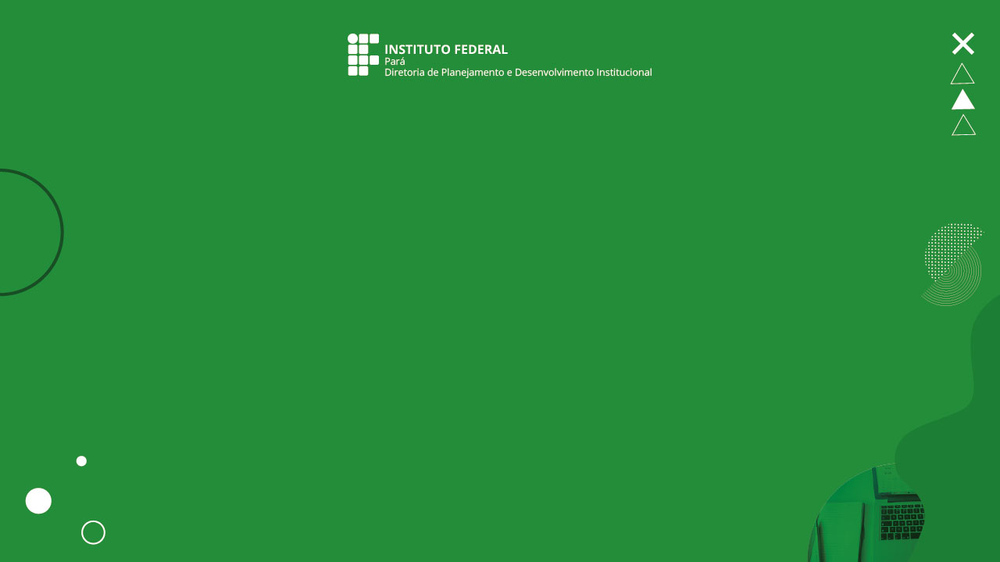 INSTITUTO FEDERAL
Pará
Diretoria de Planejamento e Desenvolvimento Institucional